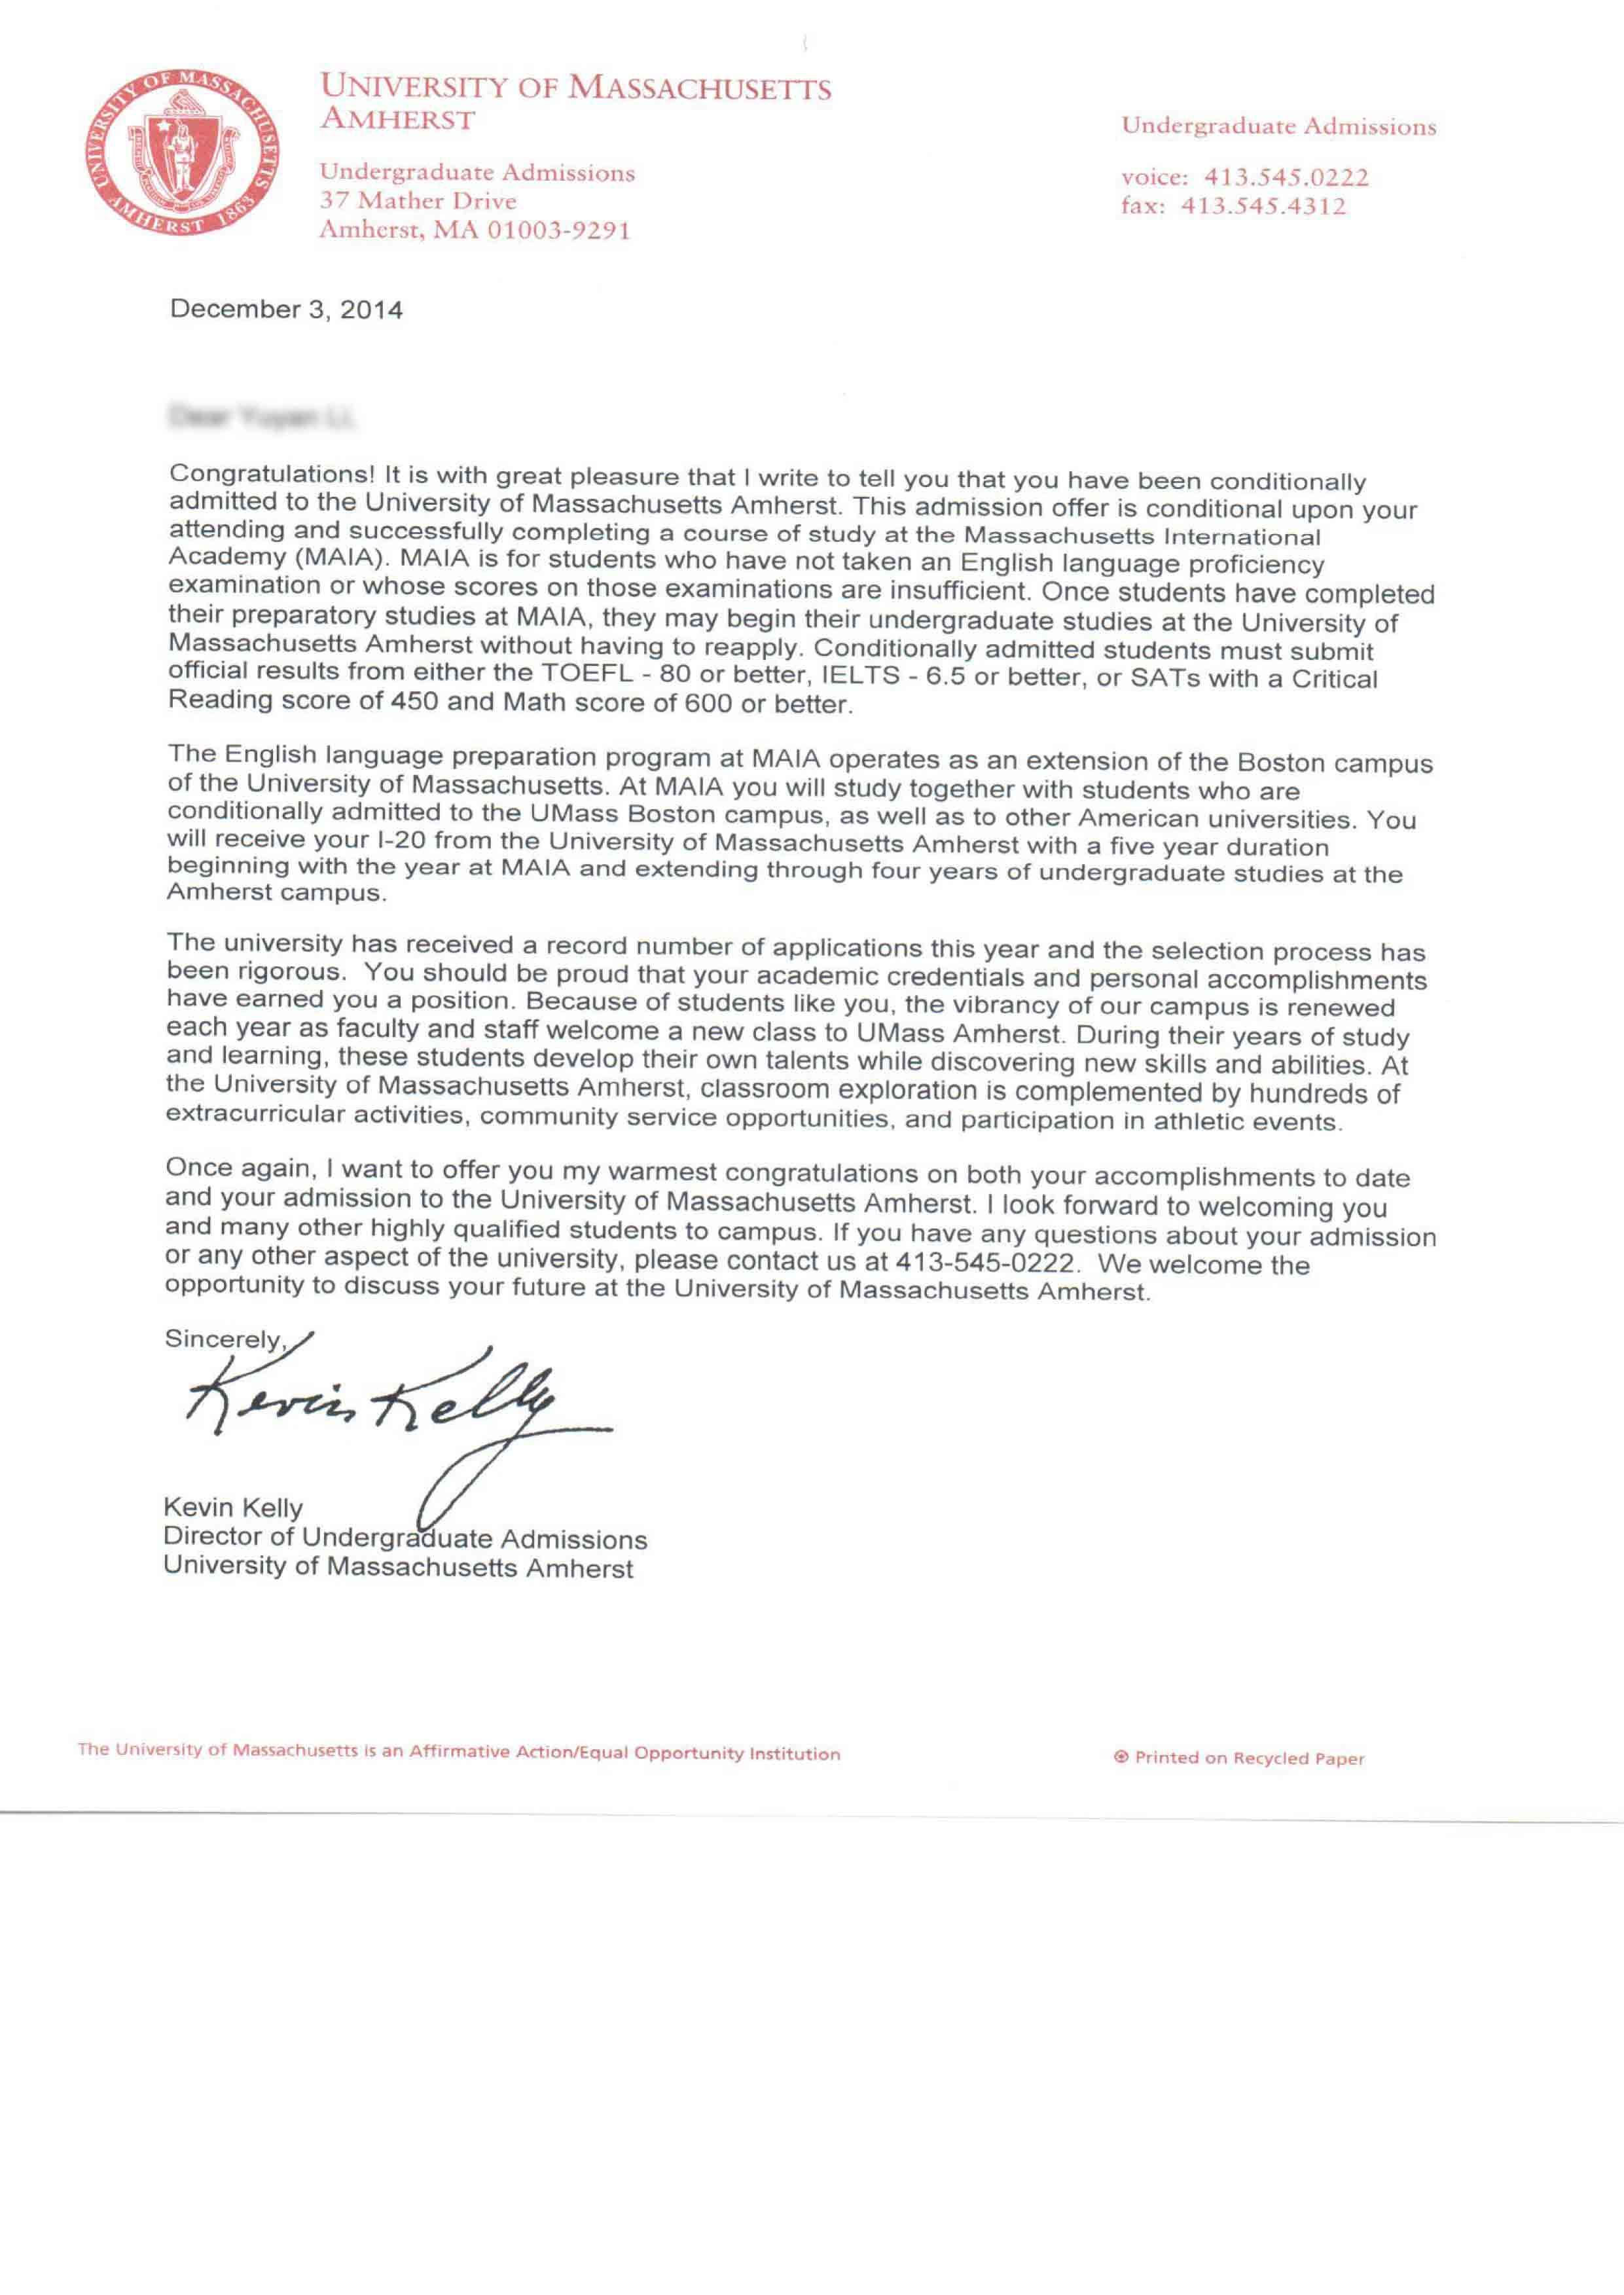 UNIVERSITY OF MASSACHUSETTS
AMHERST
UNIVERSITY OF MASSACHUSETTS
AMHERST 1863
Undergraduate Admissions
37 Mather Drive
Amherst, MA 01003-9291
Undergraduate Admissions
voice: 413.545.0222
fax: 413.545.4312
December 3, 2014
Congratulations! It is with great pleasure that I write to tell you that you have been conditionally
admitted to the University of Massachusetts Amherst. This admission offer is conditional upon your
attending and successfully completing a course of study at the Massachusetts International
Academy (MAIA). MAIA is for students who have not taken an English language proficiency
examination or whose scores on those examinations are insufficient. Once students have completed
their preparatory studies at MAIA, they may begin their undergraduate studies at the University of
Massachusetts Amherst without having to reapply. Conditionally admitted students must submit
official results from either the TOEFL - 80 or better, IELTS - 6.5 or better, or SATs with a Critical
Reading score of 450 and Math score of 600 or better.
The English language preparation program at MAIA operates as an extension of the Boston campus
of the University of Massachusetts. At MAIA you will study together with students who are
conditionally admitted to the UMass Boston campus, as well as to other American universities. You
will receive your I-20 from the University of Massachusetts Amherst with a five year duration
beginning with the year at MAIA and extending through four years of undergraduate studies at the
Amherst campus.
The university has received a record number of applications this year and the selection process has
been rigorous.  You should be proud that your academic credentials and personal accomplishments
have earned you a position. Because of students like you, the vibrancy of our campus is renewed
each year as faculty and staff welcome a new class to UMass Amherst. During their years of study
and learning, these students develop their own talents while discovering new skills and abilities. At
the University of Massachusetts Amherst, classroom exploration is complemented by hundreds of
extracurricular activities, community service opportunities, and participation in athletic events.
Once again, I want to offer you my warmest congratulations on both your accomplishments to date
and your admission to the University of Massachusetts Amherst. I look forward to welcoming you
and many other highly qualified students to campus. If you have any questions about your admission
or any other aspect of the university, please contact us at 413-545-0222.  We welcome the
opportunity to discuss your future at the University of Massachusetts Amherst.
Sincerely,
Kevin Kelly
Kevin Kelly
Director of Undergraduate Admissions
University of Massachusetts Amherst
The University of Massachusetts is an Affirmative Action/Equal Opportunity Institution
Printed on Recycled Paper